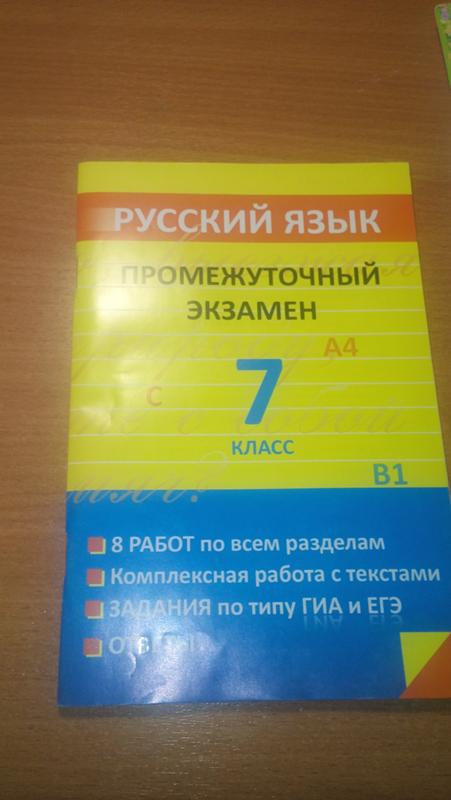 РУССКИЙ ЯЗЫК
ПРОМЕЖУТОЧНЫЙ
ЭКЗАМЕН
А4
7
С
КЛАСС
В1
8 РАБОТ по всем разделам
Комплексная работа с текстами
ЗАДАНИЯ по типу ГИА и ЕГЭ
ОТВЕТЫ